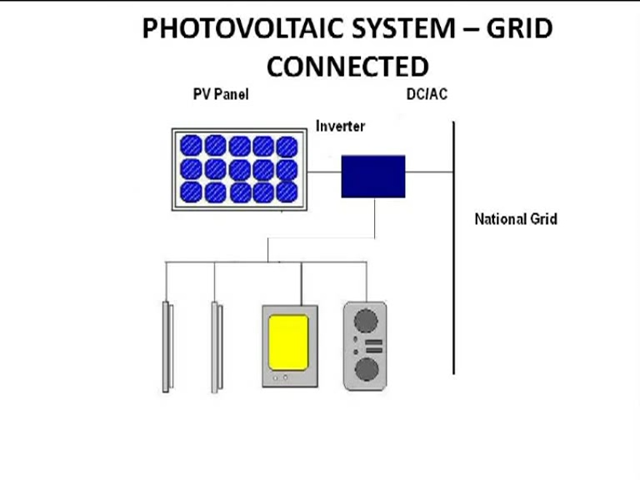 PHOTOVOLTAIC SYSTEM – GRID
CONNECTED
PV Panel
DC/AC
Inverter
National Grid